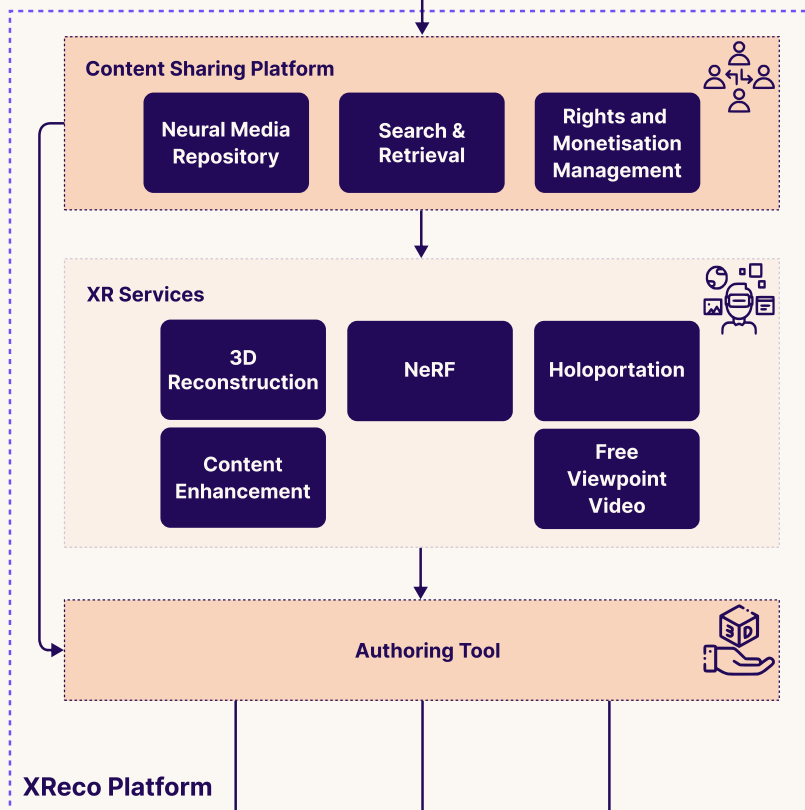 Content Sharing Platform
Neural Media
Repository
Search &
Retrieval
Rights and
Monetisation
Management
XR Services
3D
Reconstruction
NeRF
Holoportation
Content
Enhancement
Free
Viewpoint
Video
3D
Authoring Tool
XReco Platform